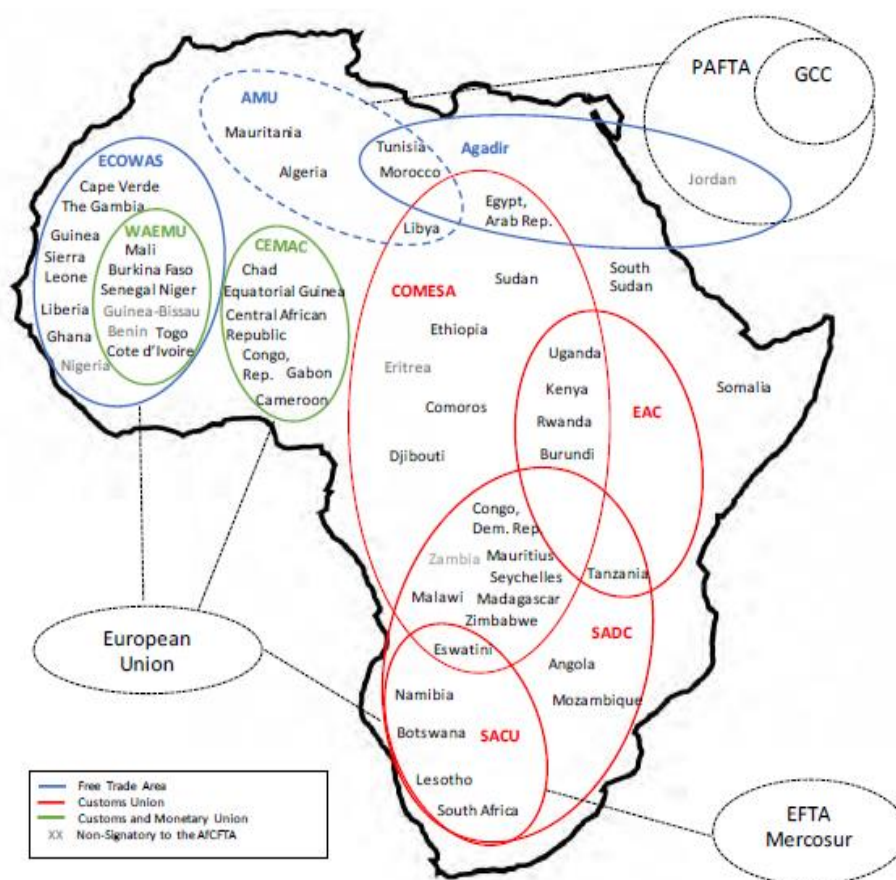 PAFTA
GCC
AMU
Mauritania
Algeria
Tunisia
Morocco
Agadir
Jordan
Egypt,
Arab Rep.
Libya
ECOWAS
Cape Verde
The Gambia
Guinea
Sierra
Leone
Liberia
Ghana
Nigeria
WAEMU
Mali
Burkina Faso
Senegal Niger
Guinea-Bissau
Benin Togo
Cote d'Ivoire
CEMAC
Chad
Equatorial Guinea
Central African
Republic
Congo,
Rep. Gabon
Cameroon
COMESA
Sudan
South
Sudan
Ethiopia
Eritrea
Comoros
Djibouti
Uganda
Kenya
Rwanda
Burundi
EAC
Somalia
Congo,
Dem. Rep.
Zambia
Mauritius
Seychelles
Malawi
Madagascar
Zimbabwe
Tanzania
SADC
Eswatini
Angola
Mozambique
Namibia
Botswana
SACU
Lesotho
South Africa
European
Union
EFTA
Mercosur
Free Trade Area
Customs Union
Customs and Monetary Union
XX Non-Signatory to the AfCFTA